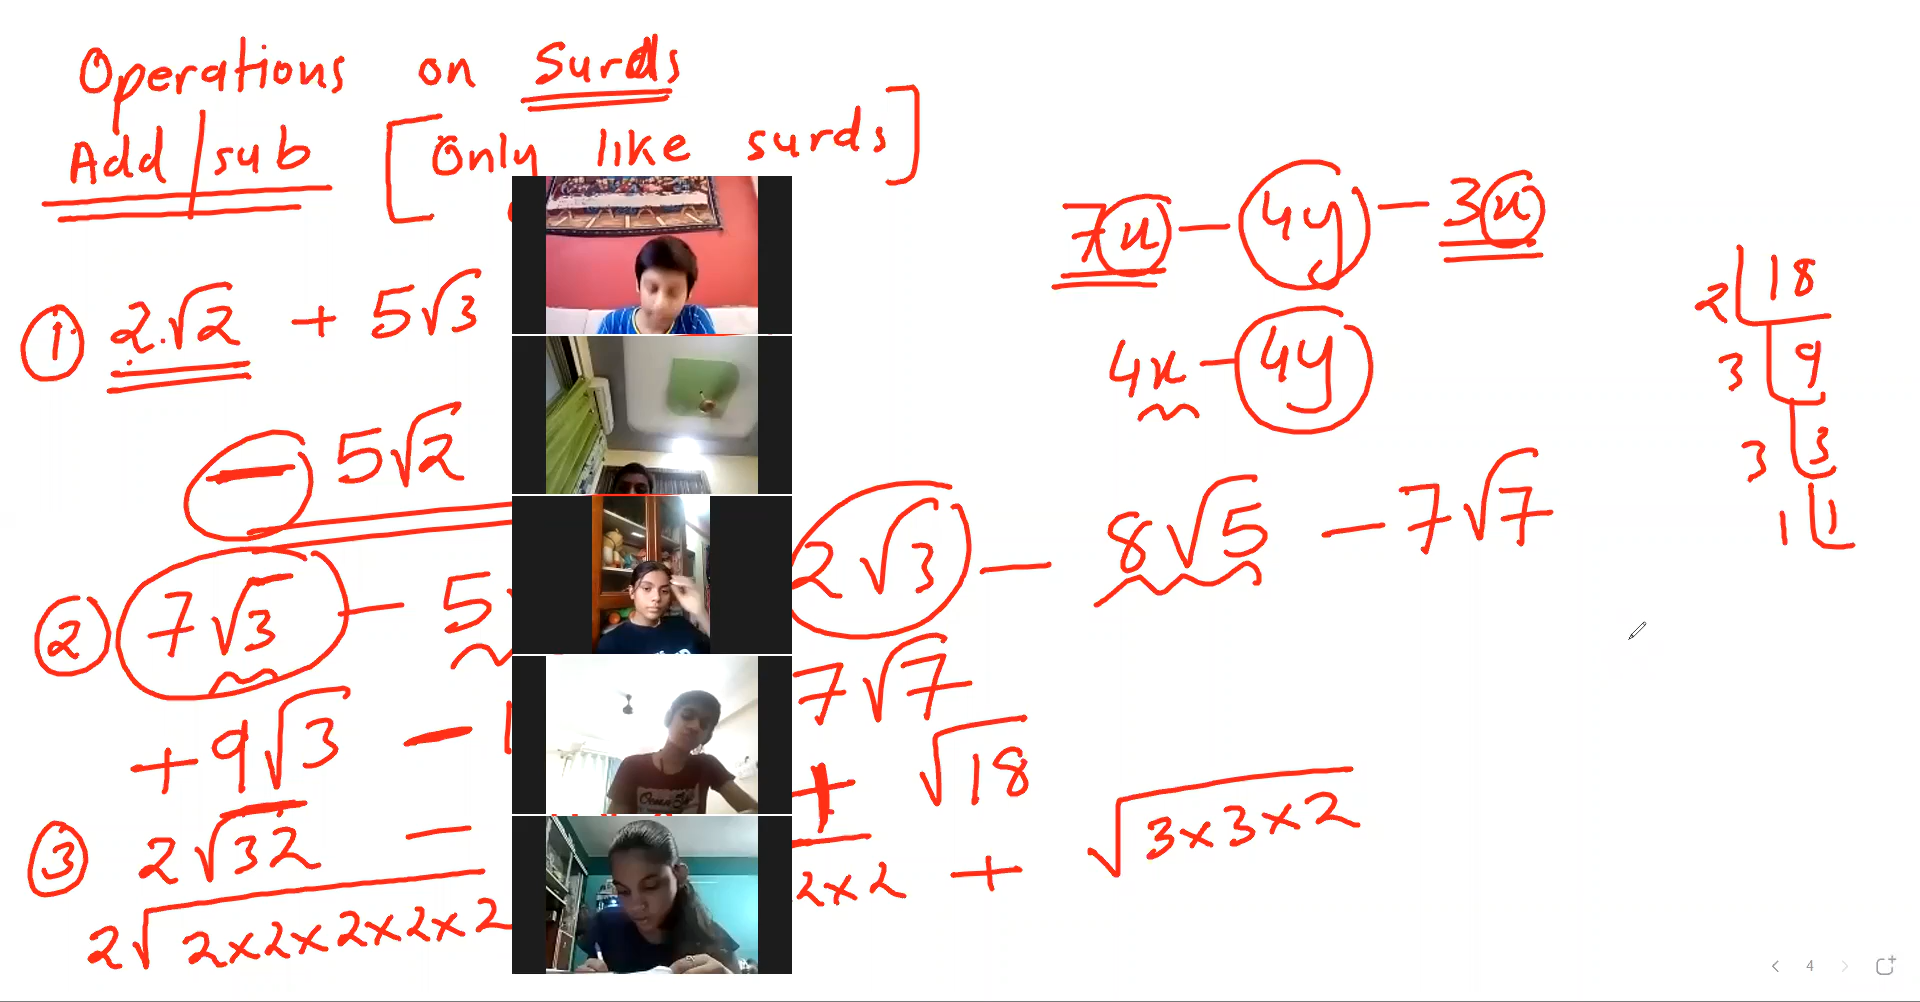 Operations on Surds
Add/sub [Only like surds]
7x - 4y - 3x
① 2.√2 + 5√3
4x - 4y
- 5√2
② 7√3 - 5
2√3 - 8√5 - 7√7
+ 9√3 -
7√7
③ 2√32 -
+ √18
2√2×2×2×2×2
2×2 + √3×3×2
2 18
3 9
3 3
1 1
4